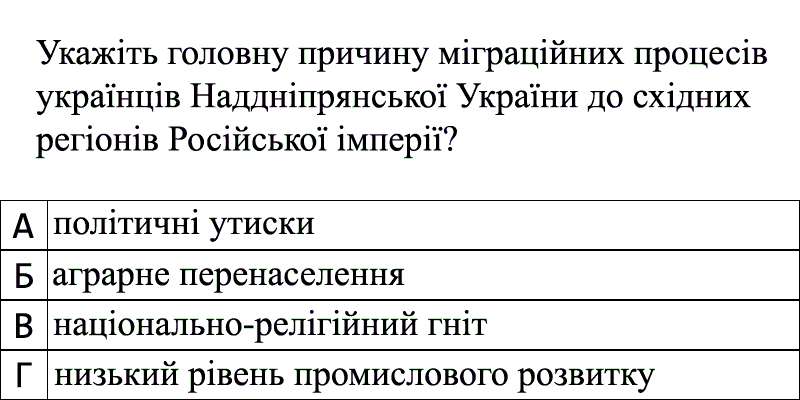 Укажіть головну причину міграційних процесів
українців Наддніпрянської України до східних
регіонів Російської імперії?
А політичні утиски
Б аграрне перенаселення
В національно-релігійний гніт
Г низький рівень промислового розвитку